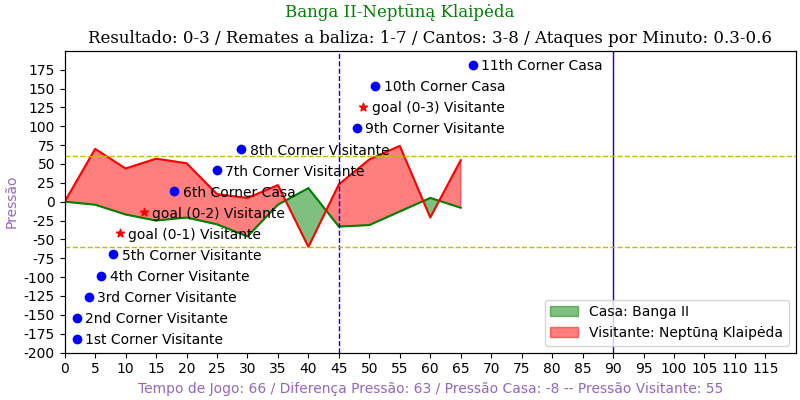 Banga II-Neptūną Klaipėda
Resultado: 0-3 / Remates a baliza: 1-7 / Cantos: 3-8 / Ataques por Minuto: 0.3-0.6
Pressão
175
150
125
100
75
50
25
0
-25
-50
-75
-100
-125
-150
-175
-200
11th Corner Casa
10th Corner Casa
goal (0-3) Visitante
9th Corner Visitante
8th Corner Visitante
7th Corner Visitante
6th Corner Casa
goal (0-2) Visitante
goal (0-1) Visitante
5th Corner Visitante
4th Corner Visitante
3rd Corner Visitante
2nd Corner Visitante
1st Corner Visitante
Casa: Banga II
Visitante: Neptūną Klaipėda
0 5 10 15 20 25 30 35 40 45 50 55 60 65 70 75 80 85 90 95 100 105 110 115
Tempo de Jogo: 66 / Diferença Pressão: 63 / Pressão Casa: -8 -- Pressão Visitante: 55